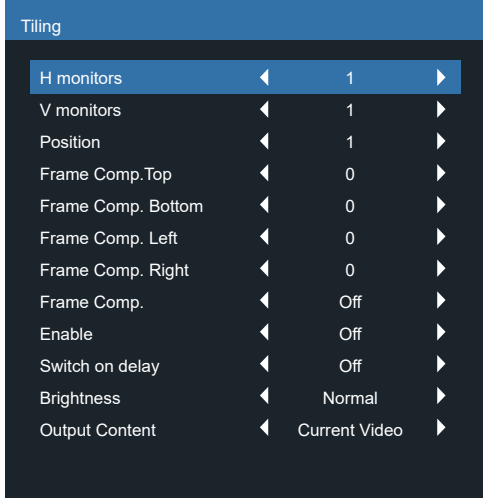 Tiling
H monitors 1
V monitors 1
Position 1
Frame Comp.Top 0
Frame Comp. Bottom 0
Frame Comp. Left 0
Frame Comp. Right 0
Frame Comp. Off
Enable Off
Switch on delay Off
Brightness Normal
Output Content Current Video